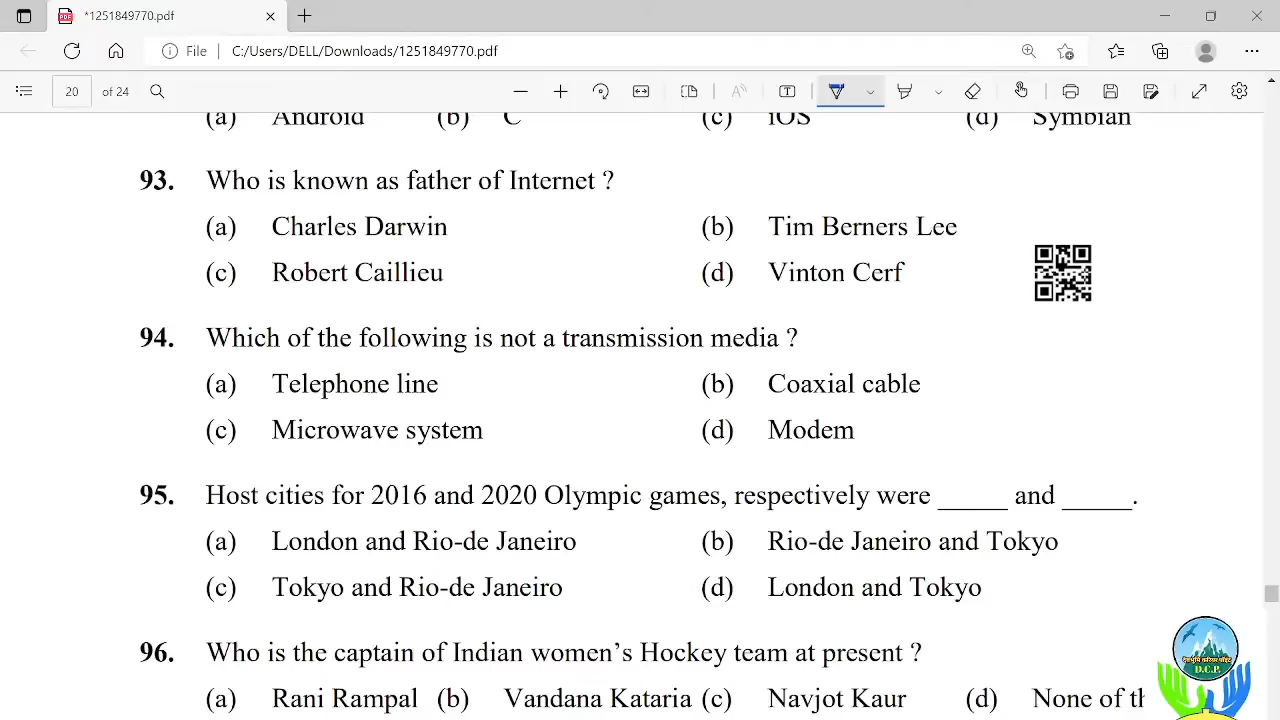 *1251849770.pdf
File C:/Users/DELL/Downloads/1251849770.pdf
20 of 24
(a) Android (b) C (c) iOS (d) Symbian
93. Who is known as father of Internet ?
(a) Charles Darwin (b) Tim Berners Lee
(c) Robert Caillieu (d) Vinton Cerf
94. Which of the following is not a transmission media ?
(a) Telephone line (b) Coaxial cable
(c) Microwave system (d) Modem
95. Host cities for 2016 and 2020 Olympic games, respectively were _____ and _____.
(a) London and Rio-de Janeiro (b) Rio-de Janeiro and Tokyo
(c) Tokyo and Rio-de Janeiro (d) London and Tokyo
96. Who is the captain of Indian women's Hockey team at present ?
(a) Rani Rampal (b) Vandana Kataria (c) Navjot Kaur (d) None of th
देवभूमि करियर पॉइंट
D.C.P.